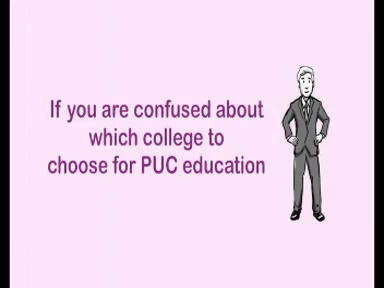 If you are confused about
which college to
choose for PUC education